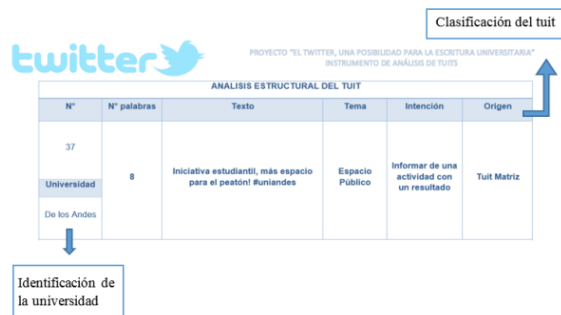 Clasificación del tuit
twitter
PROYECTO "EL TWITTER, UNA POSIBILIDAD PARA LA ESCRITURA UNIVERSITARIA"
INSTRUMENTO DE ANÁLISIS DE TUITS
ANALISIS ESTRUCTURAL DEL TUIT
N° N° palabras Texto Tema Intención Origen
37
Universidad
De los Andes
8
Iniciativa estudiantil, más espacio
para el peatón! #uniandes
Espacio
Público
Informar de una
actividad con
un resultado
Tuit Matriz
Identificación de
la universidad